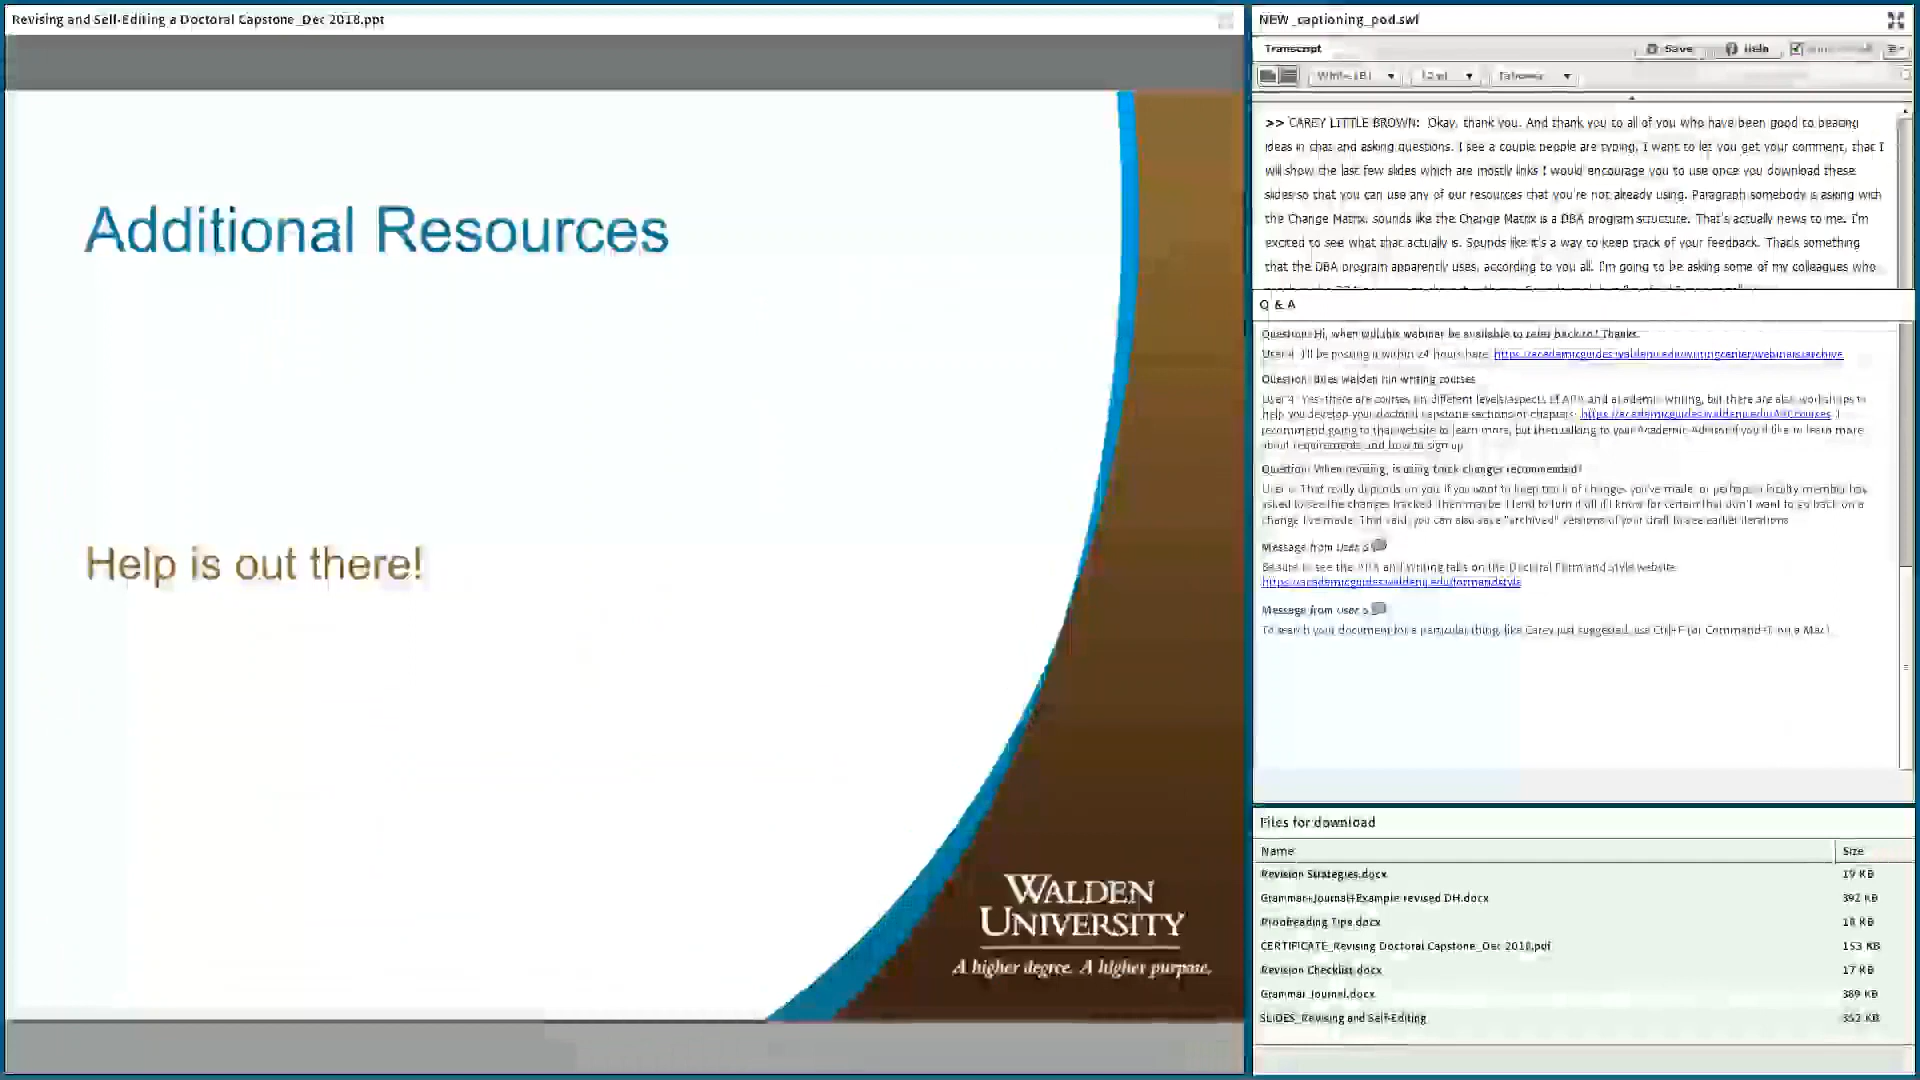 Revising and Self-Editing a Doctoral Capstone_Dec 2018.ppt
Additional Resources
Help is out there!
WALDEN
UNIVERSITY
A higher degree. A higher purpose.
NEW_captioning_pod.swf
Transcript
Save
Help
>> CAREY LITTLE BROWN: Okay, thank you. And thank you to all of you who have been good to bearing
ideas in chat and asking questions. I see a couple people are typing. I want to let you get your comment, that I
will show the last few slides which are mostly links I would encourage you to use once you download these
slides so that you can use any of our resources that you're not already using. Paragraph somebody is asking with
the Change Matrix. sounds like the Change Matrix is a DBA program structure. That's actually news to me. I'm
excited to see what that actually is. Sounds like it's a way to keep track of your feedback. That's something
that the DBA program apparently uses, according to you all. I'm going to be asking some of my colleagues who
Q & A
Question: Hi, when will this webinar be available to refer back to? Thanks.
User 4: I'll be posting it within 24 hours here: https://academicguides.waldenu.edu/writingcenter/webinars/archive
Question: does walden run writing courses
User 4: Yes there are courses on different levels/aspects of APA and academic writing, but there are also workshops to
help you develop your doctoral capstone sections or chapters: https://academicguides.waldenu.edu/ASCcourses. I
recommend going to that website to learn more, but then talking to your Academic Advisor if you'd like to learn more
about requirements and how to sign up
Question: When revising, is using track changes recommended?
That really depends on you if you want to keep track of changes you've made, or perhaps a faculty member has
asked to see the changes tracked then maybe. I tend to turn it off if I know for certain that I don't want to go back on a
change I've made. That said, you can also save "archived" versions of your draft to see earlier iterations
Message from User 5
Be sure to see the APA and Writing talks on the Doctoral Form and Style website
https://academicguides.waldenu.edu/formandstyle
Message from User 5
To search your document for a particular thing, like Carey just suggested, use Ctrl+F (or Command+F on a Mac).
Files for download
Name Size
Revision Strategies.docx 19 KB
Grammar+Journal+Example revised DH.docx 392 KB
Proofreading Tips.docx 18 KB
CERTIFICATE_Revising Doctoral Capstone_Dec 2018.pdf 153 KB
Revision Checklist.docx 17 KB
Grammar_Journal.docx 389 KB
SLIDES_Revising and Self-Editing 352 KB